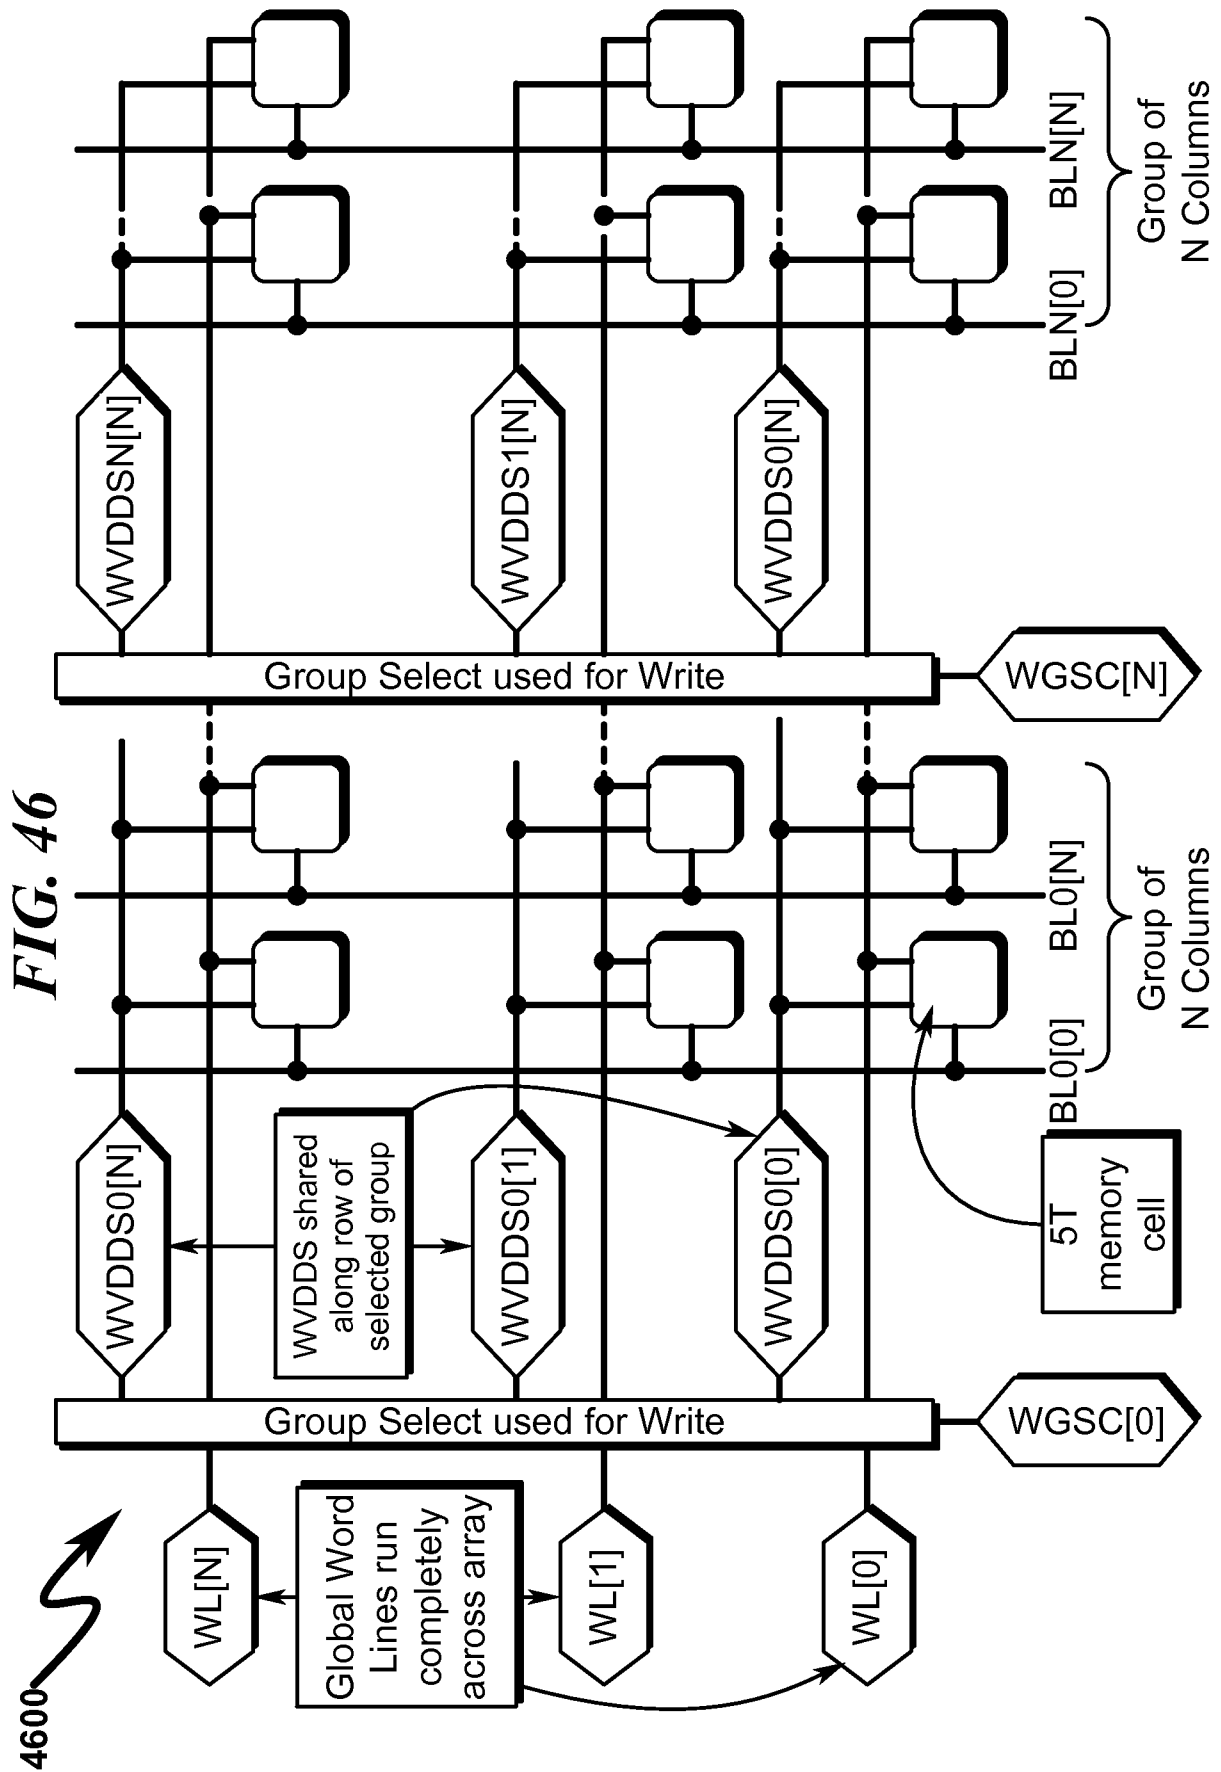 FIG. 46
4600
WL[N]
WL[1]
WL[0]
Global Word
Lines run
completely
across array
Group Select used for Write
WGSC[0]
WVDDS0[N]
WVDDS0[1]
WVDDS0[0]
WVDDS shared
along row of
selected group
5T
memory
cell
BL0[0]
BL0[N]
Group of
N Columns
Group Select used for Write
WGSC[N]
WVDDSN[N]
WVDDS1[N]
WVDDS0[N]
BLN[0]
BLN[N]
Group of
N Columns